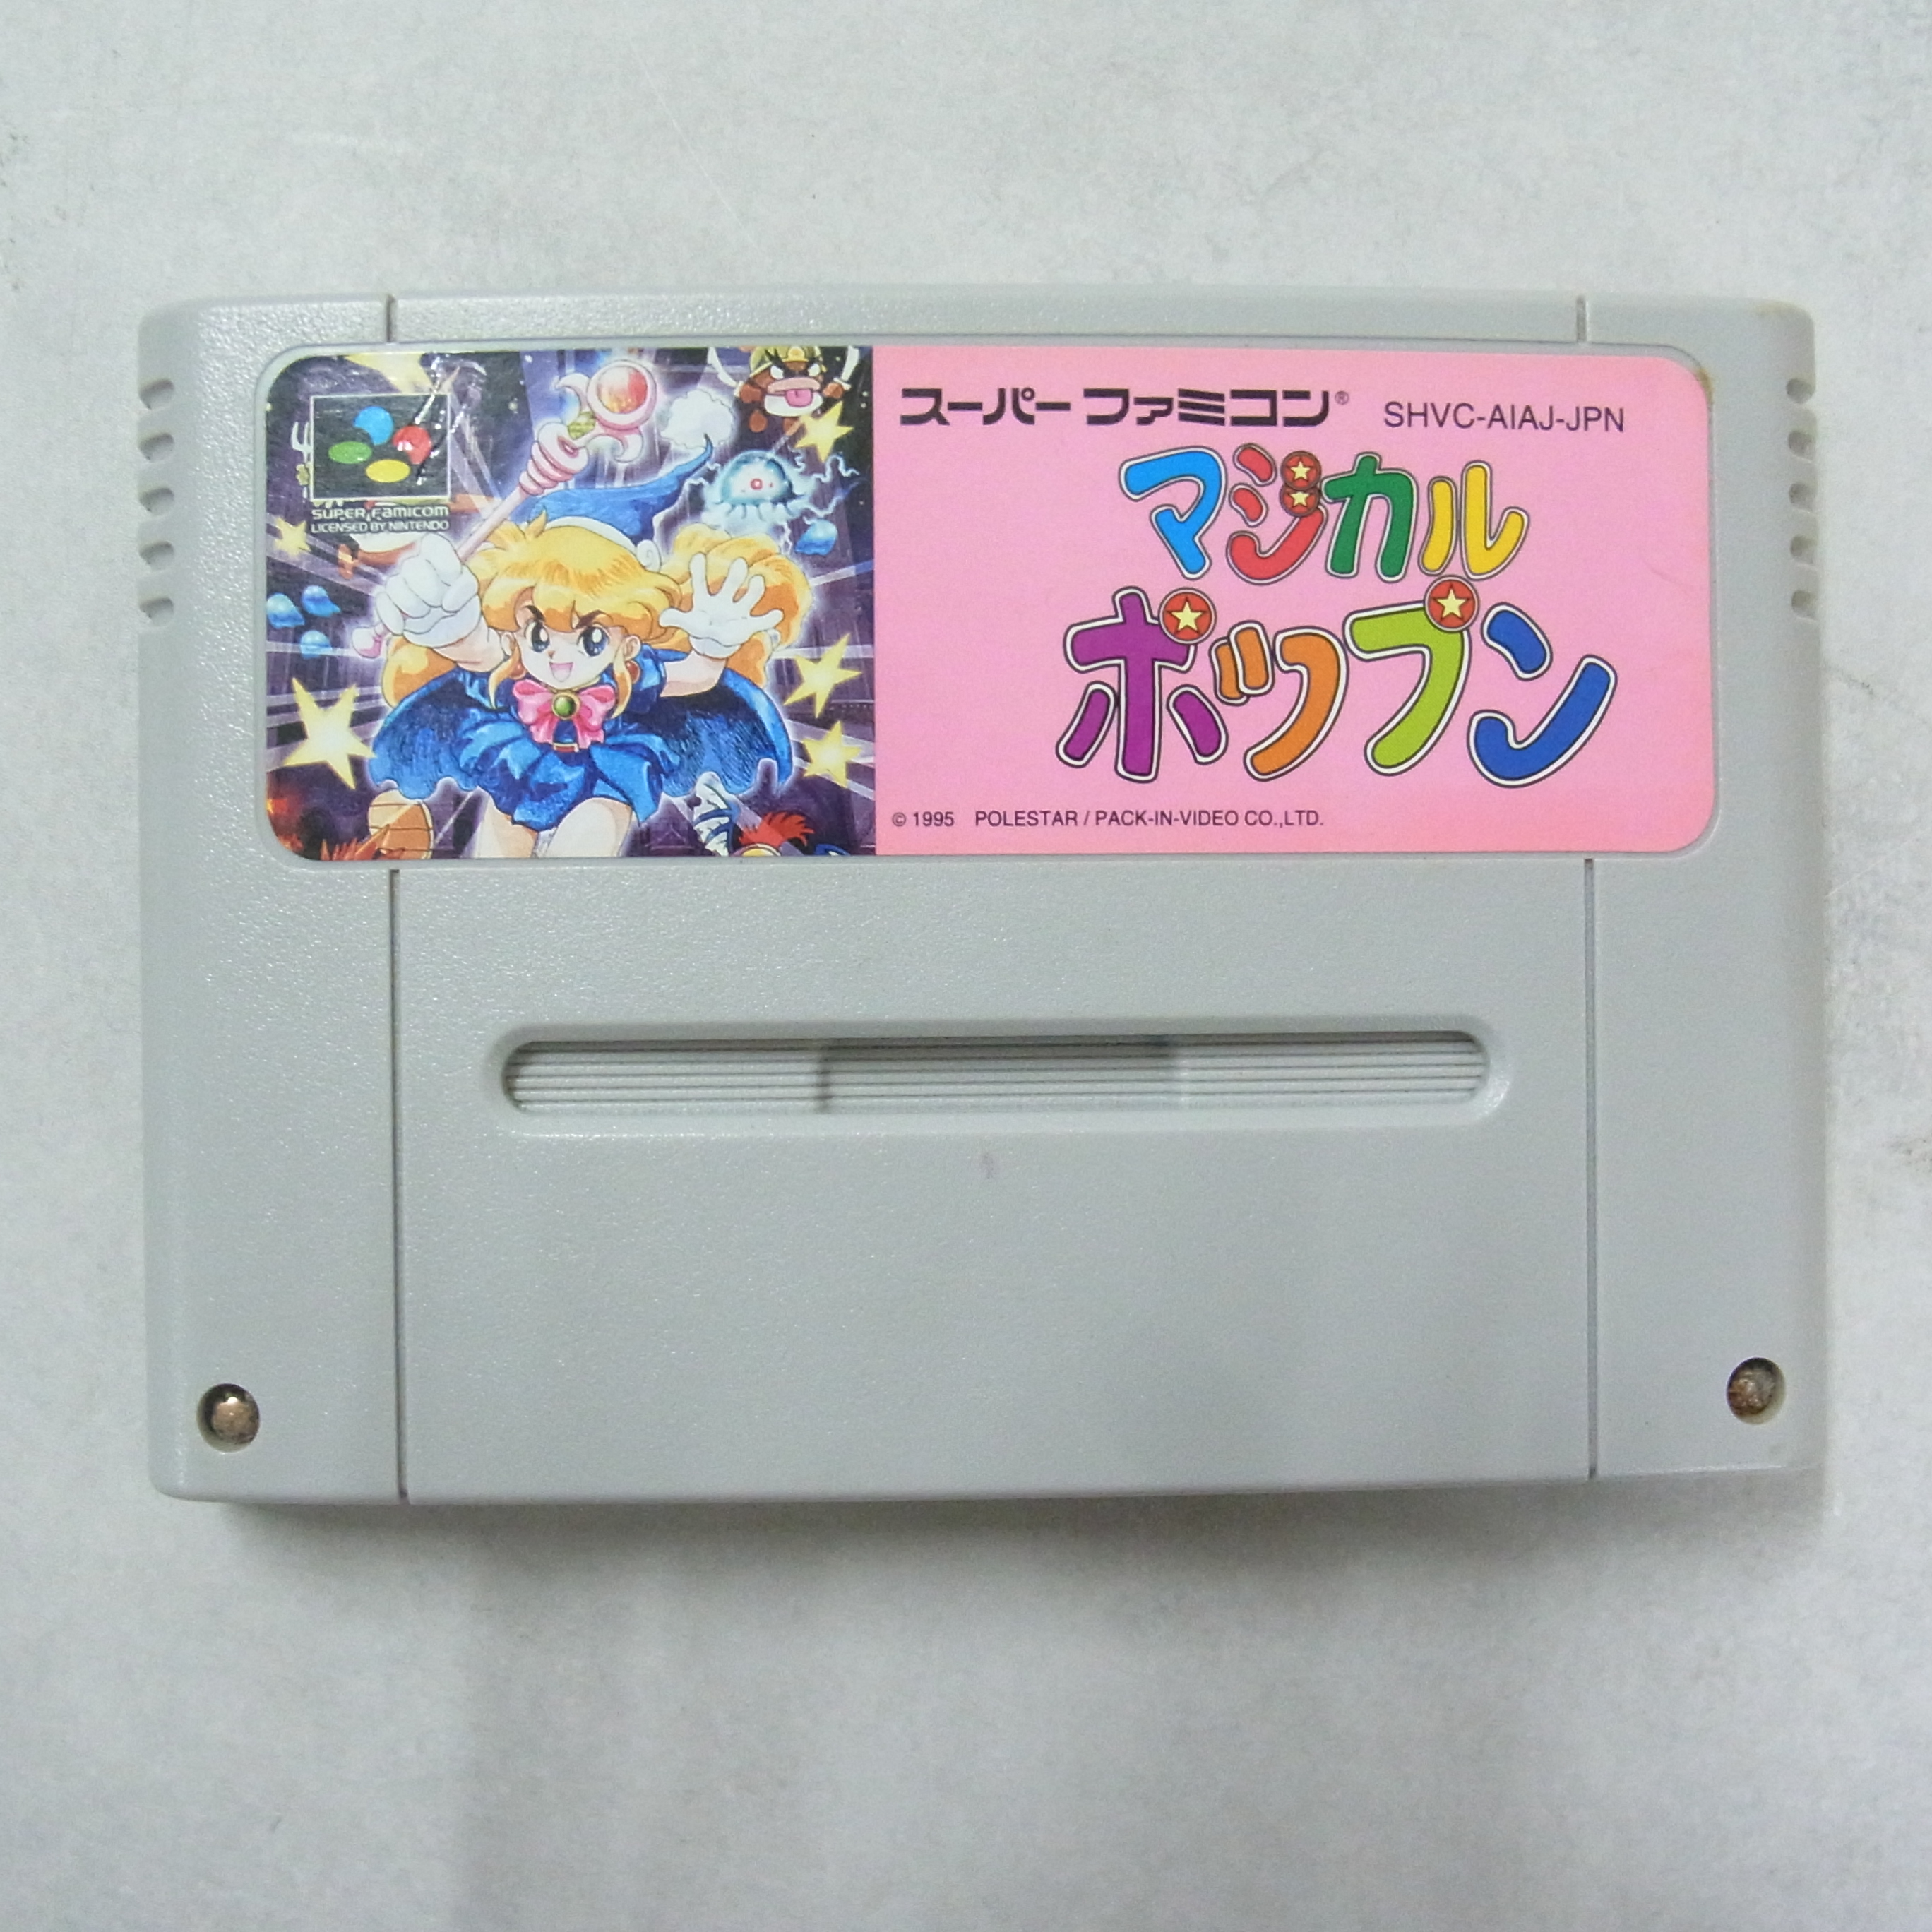 SUPER FAMICOM
LICENSED BY NINTENDO
スーパーファミコン® SHVC-AIAJ-JPN
マジカル
ポップン
© 1995 POLESTAR / PACK-IN-VIDEO CO.,LTD.